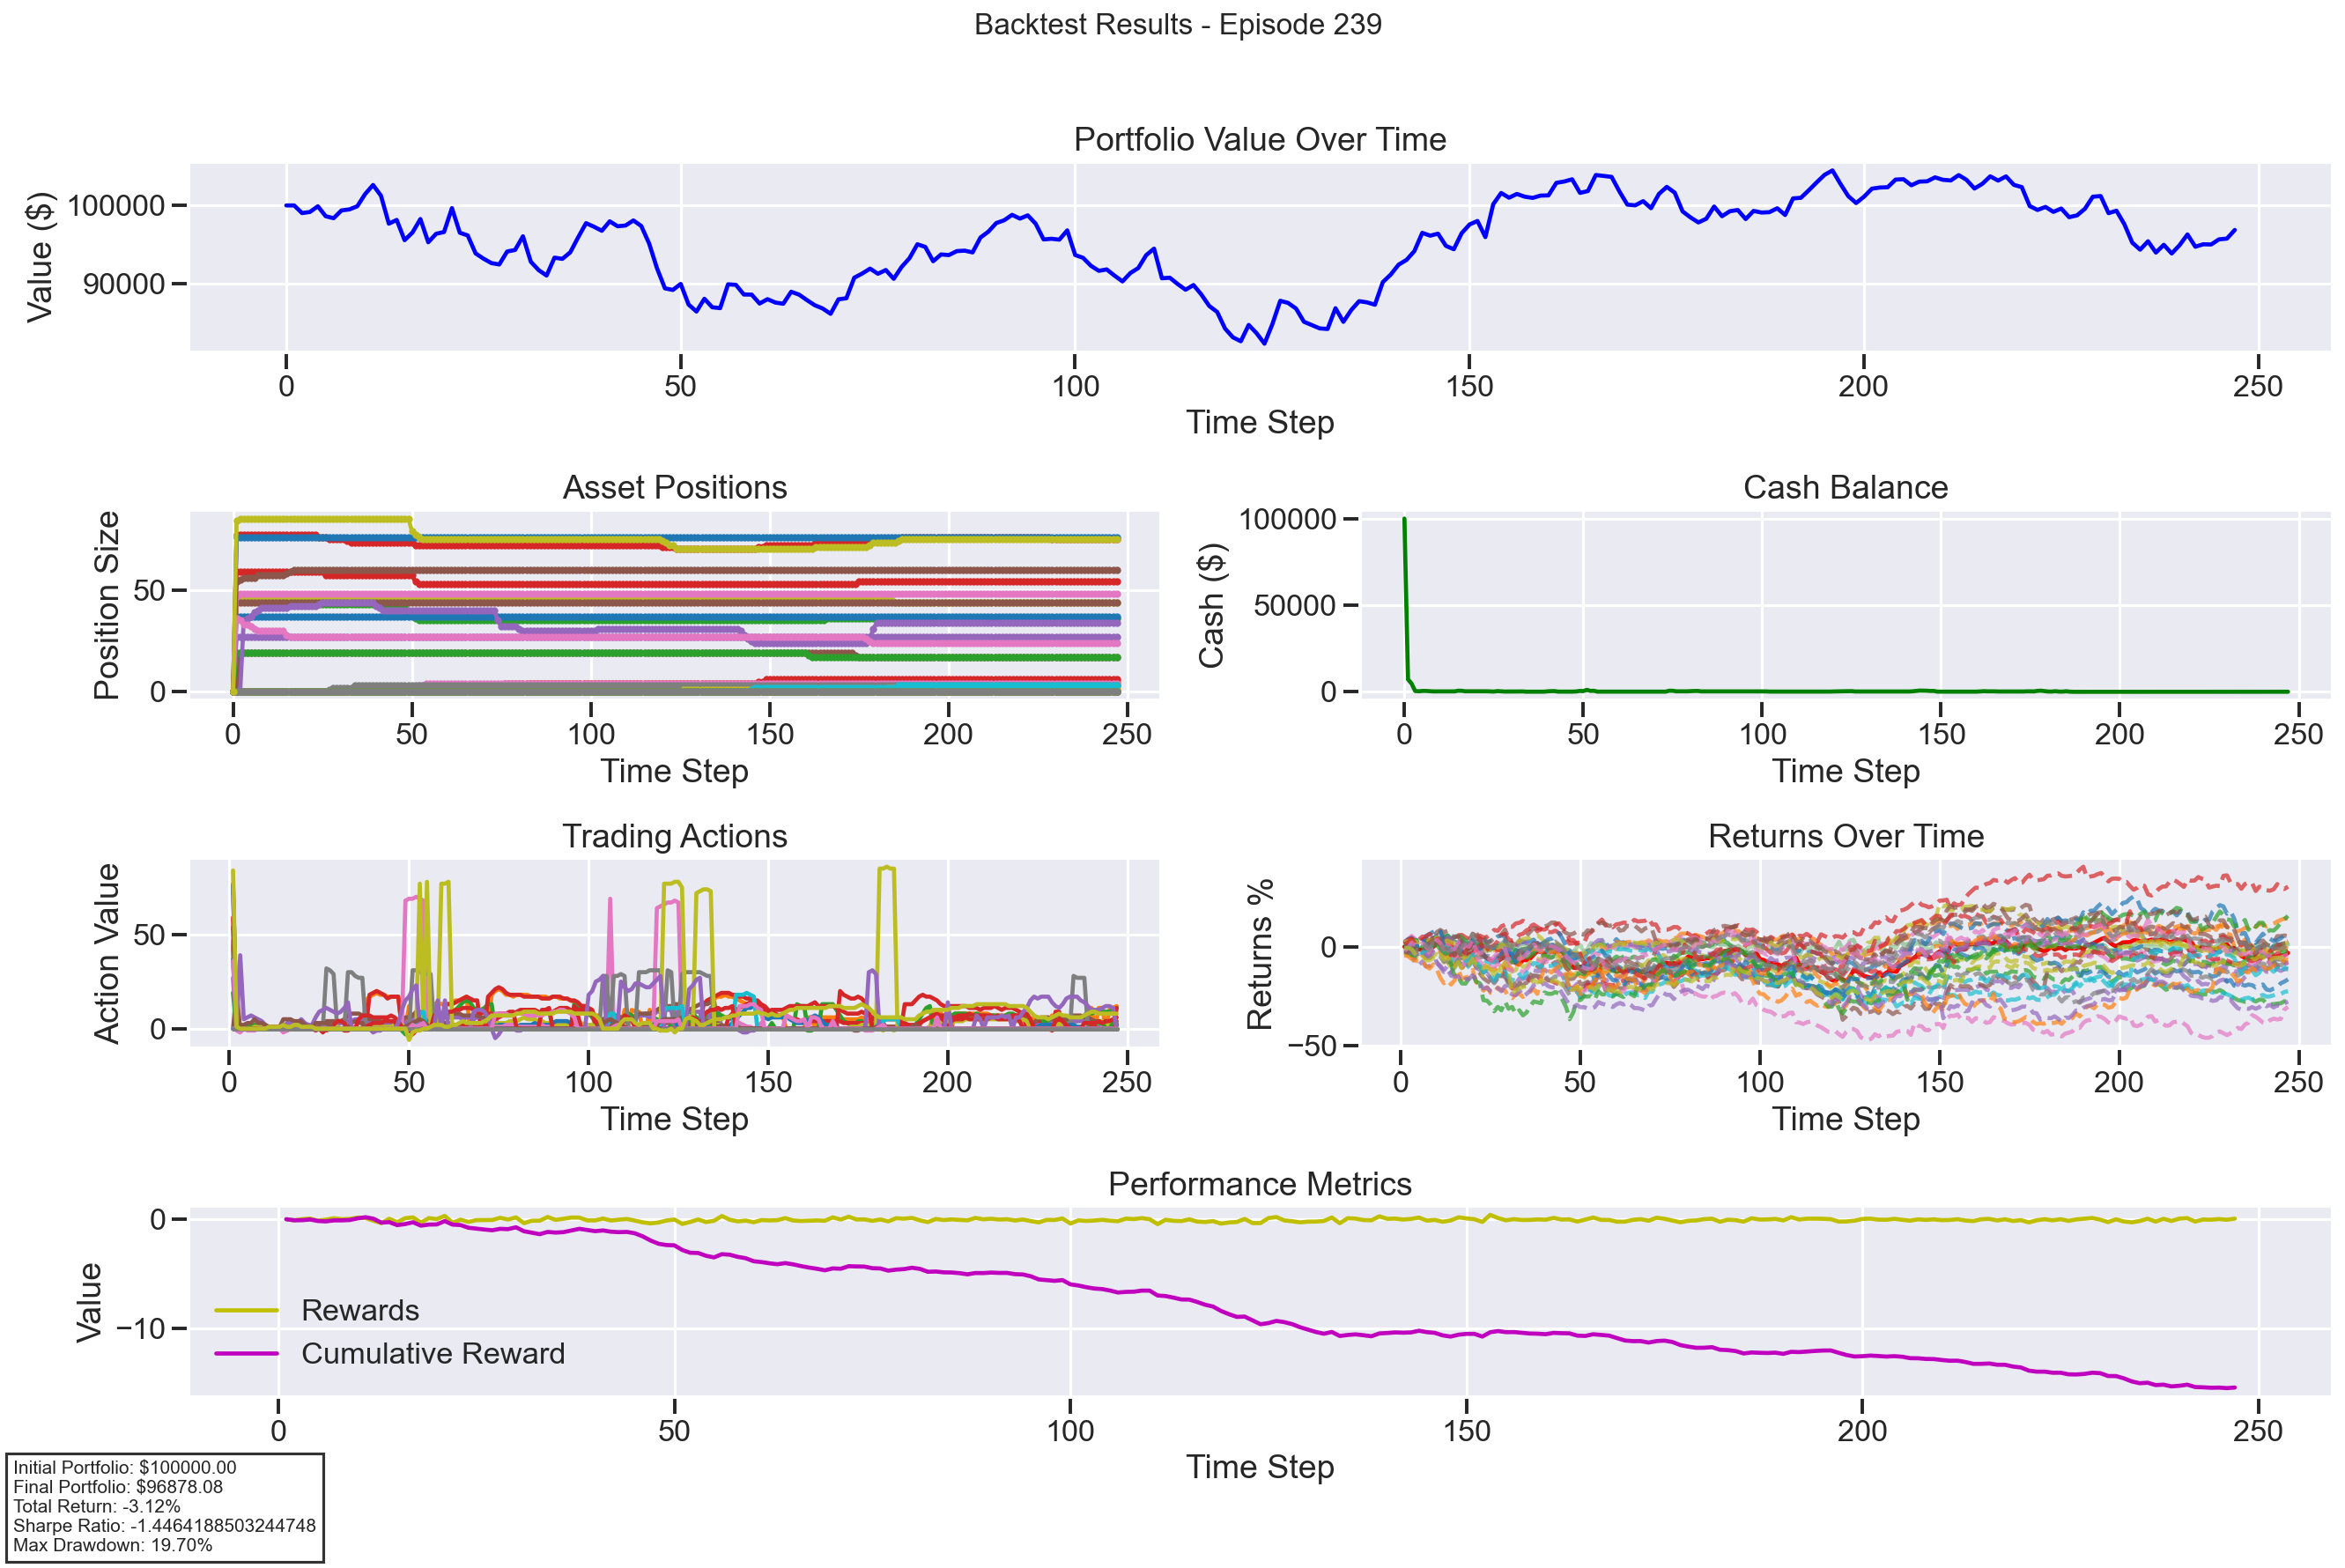 Backtest Results - Episode 239
Portfolio Value Over Time
Value ($)
100000
90000
0 50 100 150 200 250
Time Step
Asset Positions
Position Size
50
0
0 50 100 150 200 250
Time Step
Cash Balance
Cash ($)
100000
50000
0
0 50 100 150 200 250
Time Step
Trading Actions
Action Value
50
0
0 50 100 150 200 250
Time Step
Returns Over Time
Returns %
0
−50
0 50 100 150 200 250
Time Step
Performance Metrics
Value
0
−10
Rewards
Cumulative Reward
0 50 100 150 200 250
Time Step
Initial Portfolio: $100000.00
Final Portfolio: $96878.08
Total Return: -3.12%
Sharpe Ratio: -1.4464188503244748
Max Drawdown: 19.70%